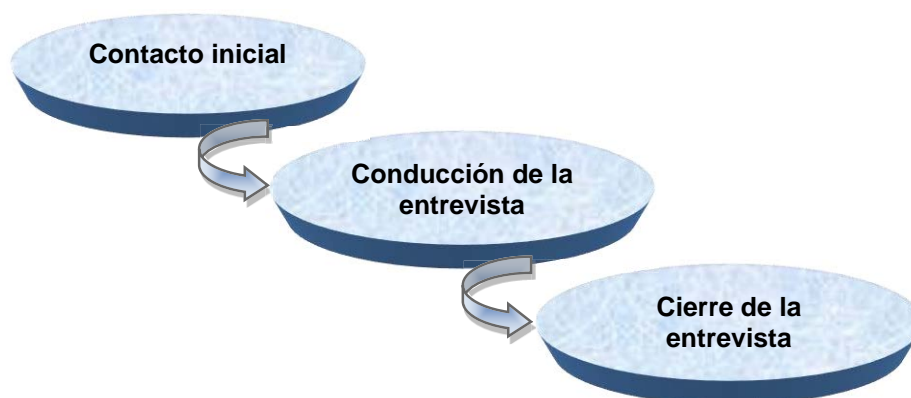 Contacto inicial
Conducción de la
entrevista
Cierre de la
entrevista